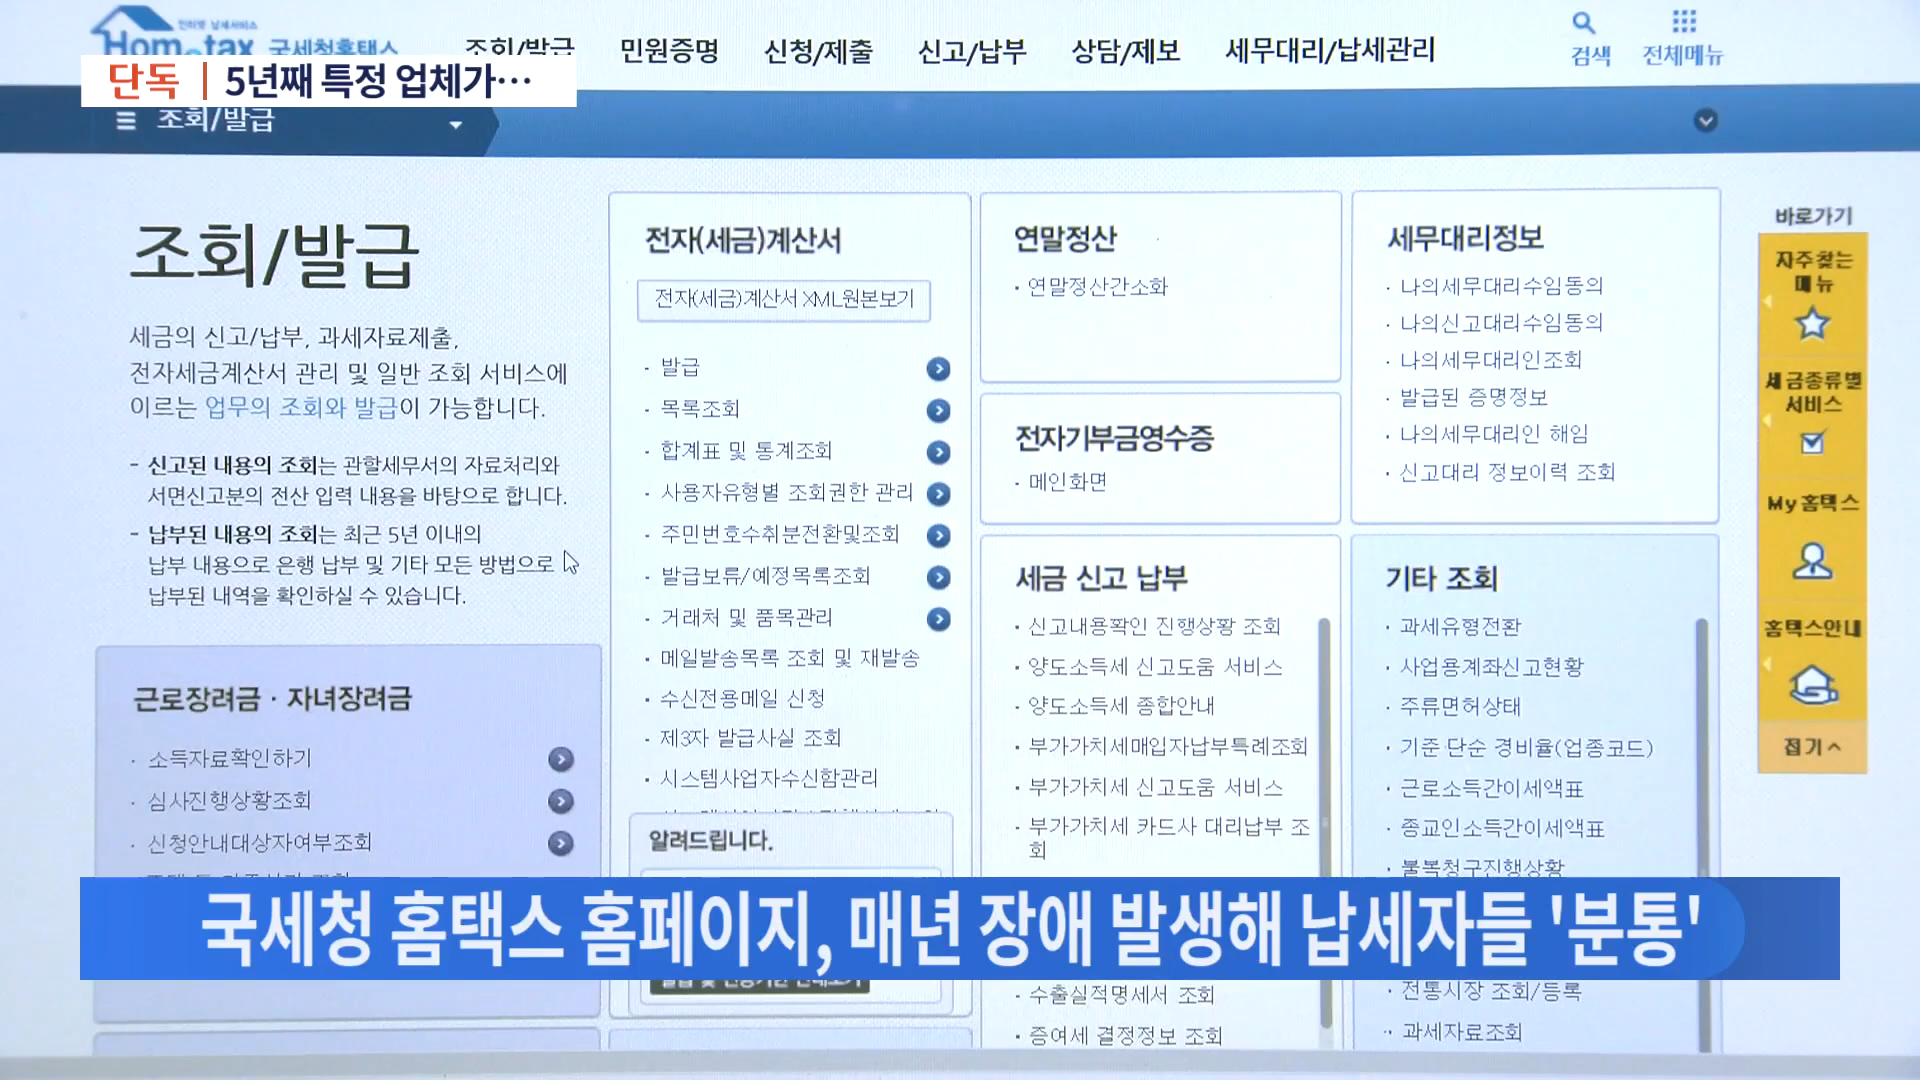 인터넷 납세서비스
Hometax 국세청홈택스
조회/발급 민원증명 신청/제출 신고/납부 상담/제보 세무대리/납세관리
검색 전체메뉴
단독 | 5년째 특정 업체가…
조회/발급
조회/발급
세금의 신고/납부, 과세자료제출,
전자세금계산서 관리 및 일반 조회 서비스에
이르는 업무의 조회와 발급이 가능합니다.
- 신고된 내용의 조회는 관할세무서의 자료처리와
서면신고분의 전산 입력 내용을 바탕으로 합니다.
- 납부된 내용의 조회는 최근 5년 이내의
납부 내용으로 은행 납부 및 기타 모든 방법으로
납부된 내역을 확인하실 수 있습니다.
근로장려금 · 자녀장려금
· 소득자료확인하기
· 심사진행상황조회
· 신청안내대상자여부조회
전자(세금)계산서
전자(세금)계산서 XML원본보기
· 발급
· 목록조회
· 합계표 및 통계조회
· 사용자유형별 조회권한 관리
· 주민번호수취분전환및조회
· 발급보류/예정목록조회
· 거래처 및 품목관리
· 메일발송목록 조회 및 재발송
· 수신전용메일 신청
· 제3자 발급사실 조회
· 시스템사업자수신함관리
알려드립니다.
연말정산
· 연말정산간소화
전자기부금영수증
· 메인화면
세금 신고 납부
· 신고내용확인 진행상황 조회
· 양도소득세 신고도움 서비스
· 양도소득세 종합안내
· 부가가치세매입자납부특례조회
· 부가가치세 신고도움 서비스
· 부가가치세 카드사 대리납부 조
회
· 수출실적명세서 조회
· 증여세 결정정보 조회
세무대리정보
· 나의세무대리수임동의
· 나의신고대리수임동의
· 나의세무대리인조회
· 발급된 증명정보
· 나의세무대리인 해임
· 신고대리 정보이력 조회
기타 조회
· 과세유형전환
· 사업용계좌신고현황
· 주류면허상태
· 기준·단순 경비율(업종코드)
· 근로소득간이세액표
· 종교인소득간이세액표
· 불복청구진행상황
· 전통시장 조회/등록
· 과세자료조회
바로가기
자주찾는
메뉴
세금종류별
서비스
My홈택스
홈택스안내
접기
국세청 홈택스 홈페이지, 매년 장애 발생해 납세자들 '분통'